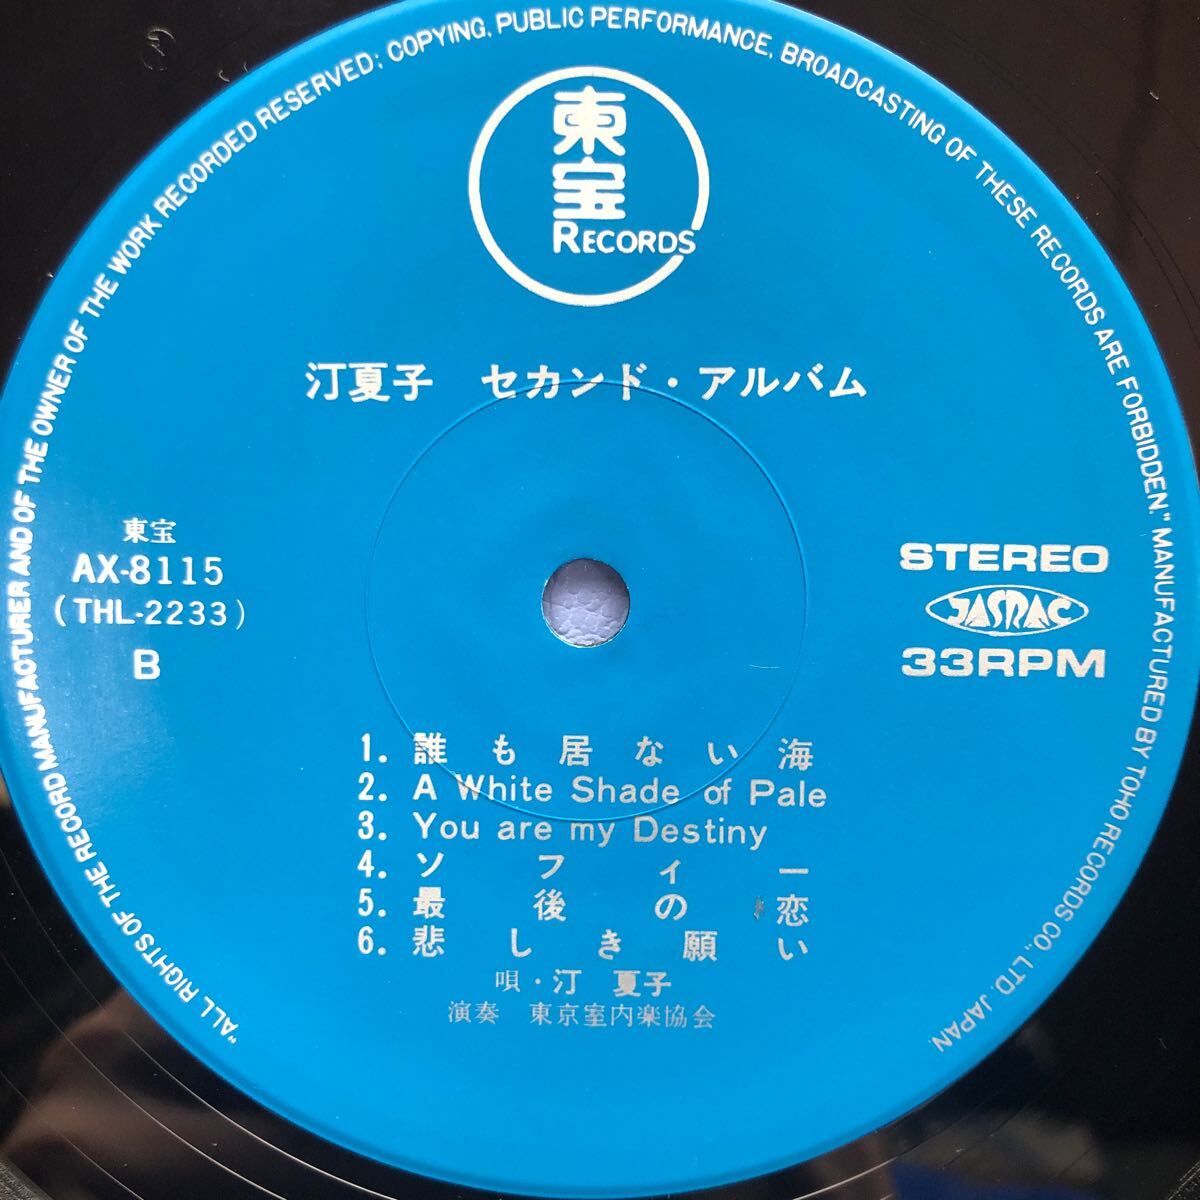 "ALL RIGHTS OF THE RECORD MANUFACTURER AND OF THE OWNER OF THE WORK RECORDED RESERVED; COPYING, PUBLIC PERFORMANCE, BROADCASTING OF THESE RECORDS ARE FORBIDDEN." MANUFACTURED BY TOHO RECORDS CO., LTD. JAPAN.
東宝
RECORDS
汀夏子 セカンド・アルバム
東宝
AX-8115
(THL-2233)
B
STEREO
JASRAC
33RPM
1. 誰も居ない海
2. A White Shade of Pale
3. You are my Destiny
4. ソフィー
5. 最後の恋
6. 悲しき願い
唄・汀 夏子
演奏 東京室内楽協会